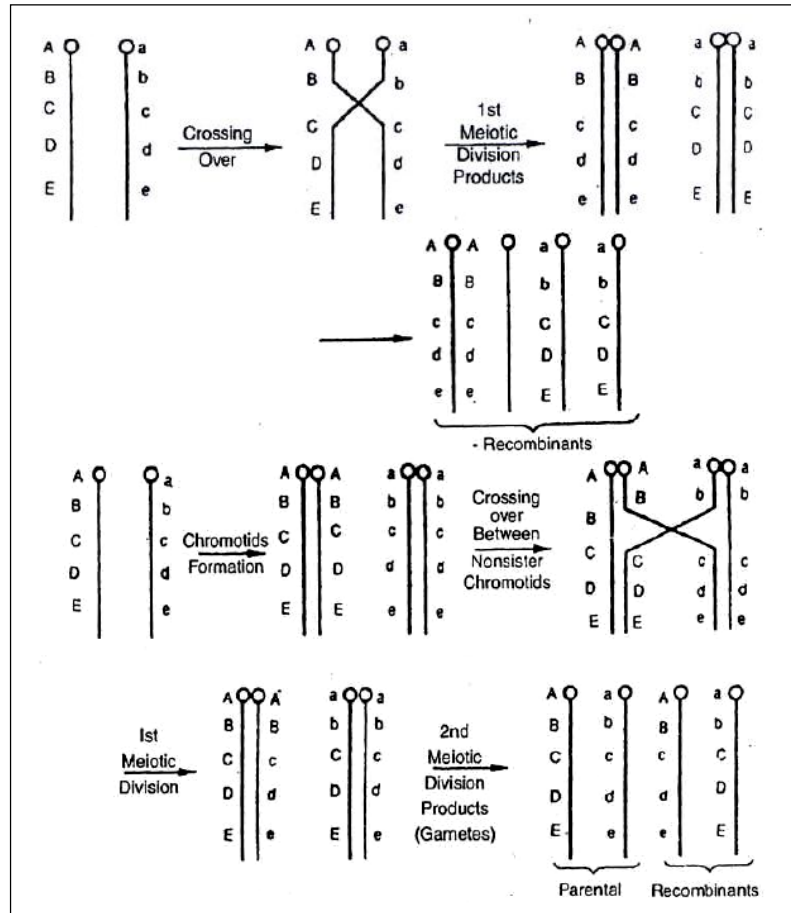 A a A a A A a a
B b B b B B b b
C c C c c c C C
D d D d d d D D
E e E e e e E E
Crossing
Over
1st
Meiotic
Division
Products
A A a a
B B b b
c c C C
d d D D
e e E E
- Recombinants
A a A A a a A A a a
B b B B b b B B b b
C c C C c c C C c c
D d D D d d D D d d
E e E E e e E E e e
Chromotids
Formation
Crossing
over
Between
Nonsister
Chromotids
A A a a A a A a
B B b b B b B b
C c C c C c c C
D d D d D d d D
E e E e E e e E
Ist
Meiotic
Division
2nd
Meiotic
Division
Products
(Gametes)
Parental Recombinants